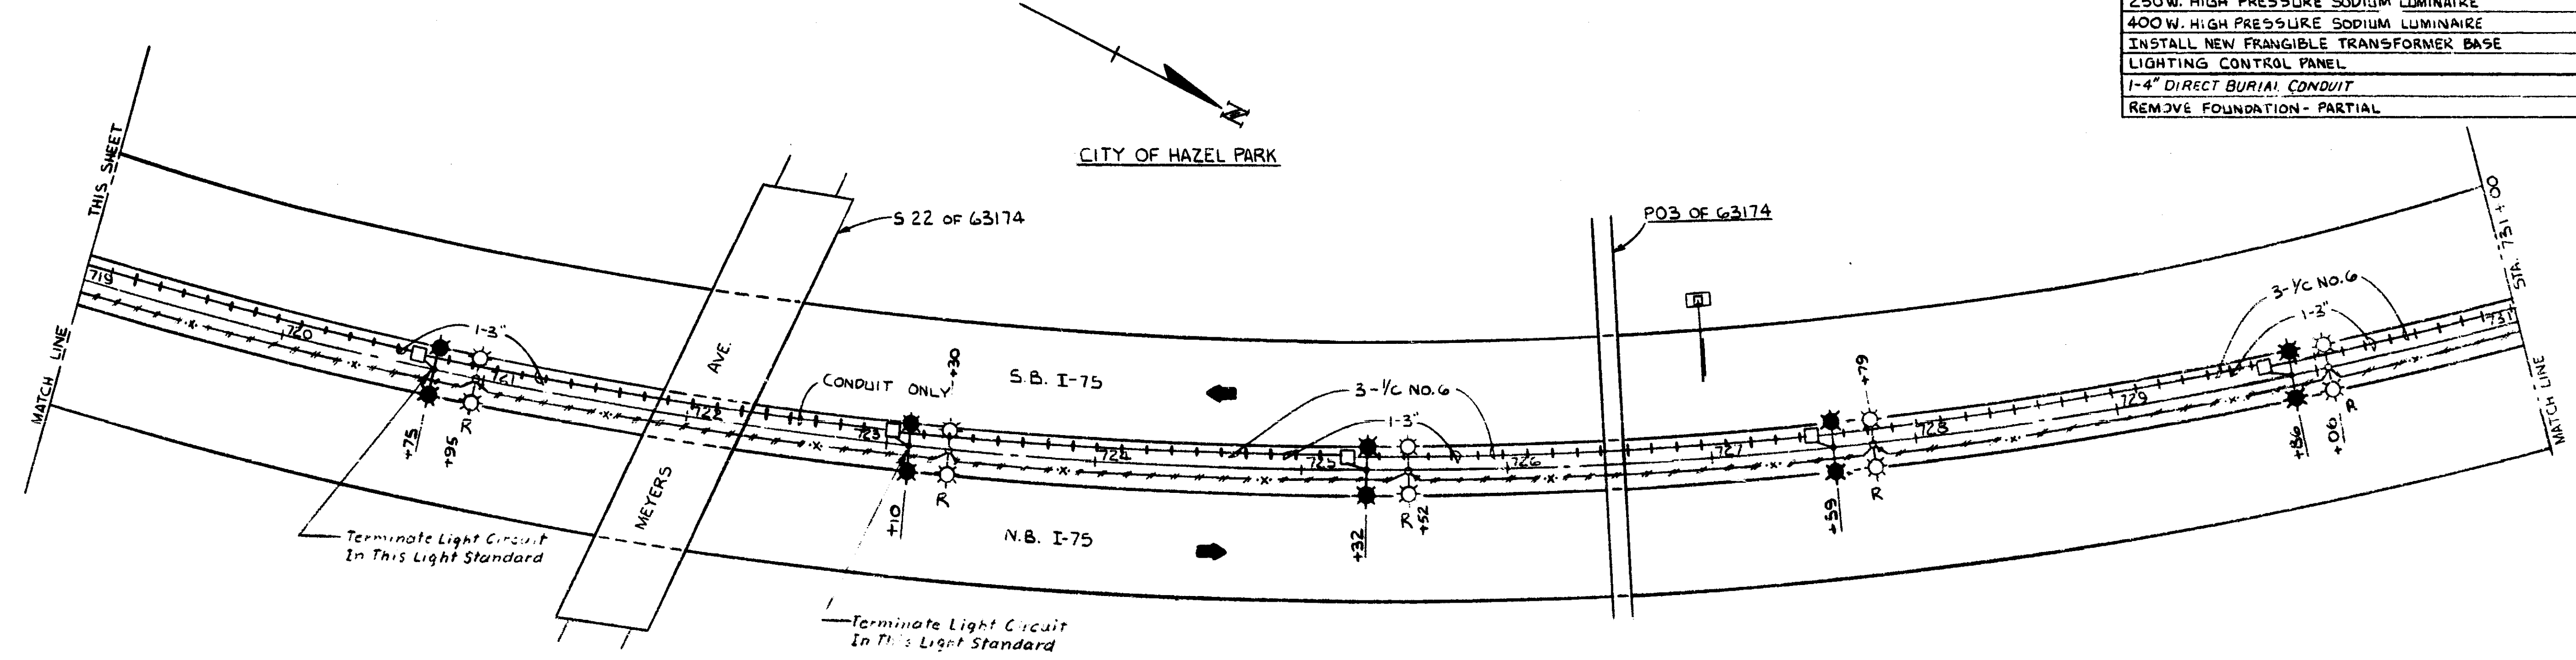 250 W. HIGH PRESSURE SODIUM LUMINAIRE
400 W. HIGH PRESSURE SODIUM LUMINAIRE
INSTALL NEW FRANGIBLE TRANSFORMER BASE
LIGHTING CONTROL PANEL
1-4" DIRECT BURIAL CONDUIT
REMOVE FOUNDATION - PARTIAL
N
CITY OF HAZEL PARK
MATCH LINE
THIS SHEET
S 22 OF 63174
P03 OF 63174
STA. 731+00
MATCH LINE
719
720
721
722
723
724
725
726
727
728
729
731
1-3"
CONDUIT ONLY
3-1/C NO.6
1-3"
3-1/C NO.6
1-3"
MEYERS AVE.
S.B. I-75
N.B. I-75
+75
+95
R
+10
+30
R
+32
+52
R
+59
+79
R
+86
+06
R
Terminate Light Circuit
In This Light Standard
Terminate Light Circuit
In This Light Standard